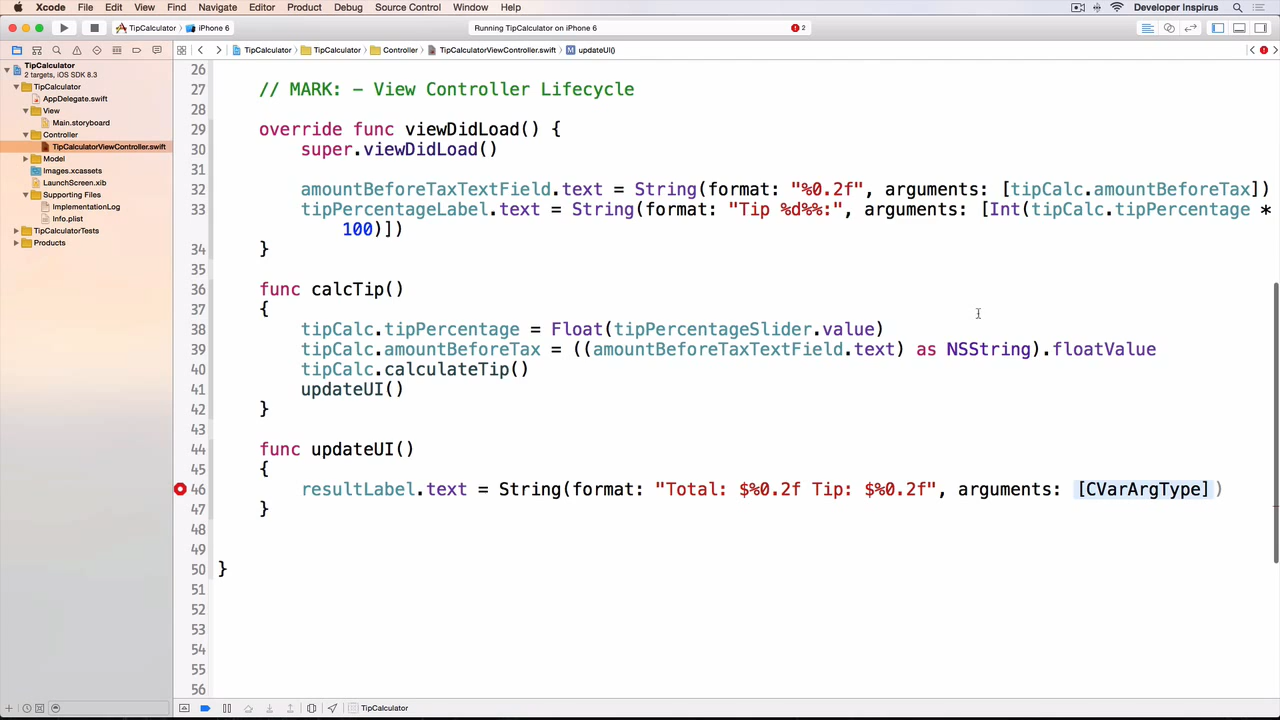 Xcode File Edit View Find Navigate Editor Product Debug Source Control Window Help Developer Inspirus
TipCalculator iPhone 6 Running TipCalculator on iPhone 6 2
TipCalculator TipCalculator Controller TipCalculatorViewController.swift M updateUI()
TipCalculator
2 targets, iOS SDK 8.3
TipCalculator
AppDelegate.swift
View
Main.storyboard
Controller
TipCalculatorViewController.swift
Model
Images.xcassets
LaunchScreen.xib
Supporting Files
ImplementationLog
Info.plist
TipCalculatorTests
Products
26
27 // MARK: - View Controller Lifecycle
28
29 override func viewDidLoad() {
30 super.viewDidLoad()
31
32 amountBeforeTaxTextField.text = String(format: "%0.2f", arguments: [tipCalc.amountBeforeTax])
33 tipPercentageLabel.text = String(format: "Tip %d%%:", arguments: [Int(tipCalc.tipPercentage *
100)])
34 }
35
36 func calcTip()
37 {
38 tipCalc.tipPercentage = Float(tipPercentageSlider.value)
39 tipCalc.amountBeforeTax = ((amountBeforeTaxTextField.text) as NSString).floatValue
40 tipCalc.calculateTip()
41 updateUI()
42 }
43
44 func updateUI()
45 {
46 resultLabel.text = String(format: "Total: $%0.2f Tip: $%0.2f", arguments: [CVarArgType])
47 }
48
49
50 }
51
52
53
54
55
56
TipCalculator